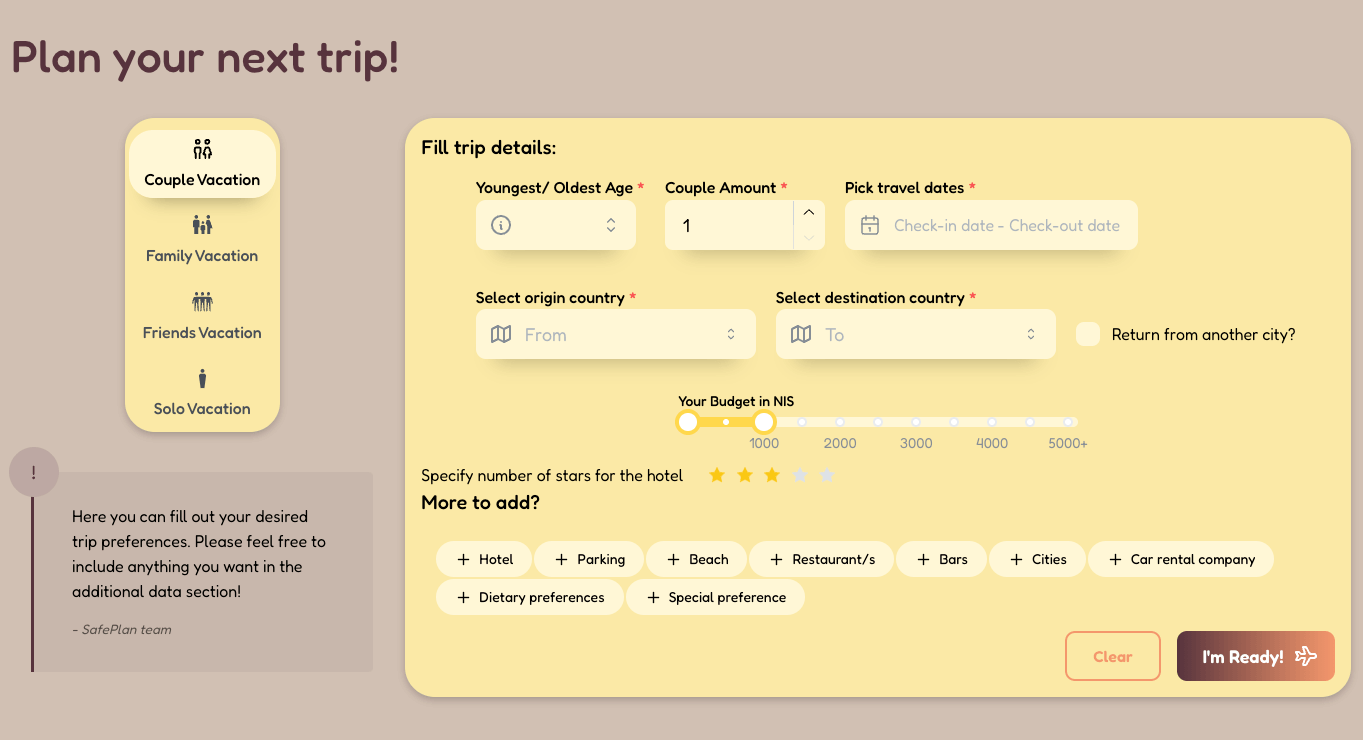 Plan your next trip!
Couple Vacation
Family Vacation
Friends Vacation
Solo Vacation
!
Here you can fill out your desired
trip preferences. Please feel free to
include anything you want in the
additional data section!
- SafePlan team
Fill trip details:
Youngest/ Oldest Age *
Couple Amount *
Pick travel dates *
1
Check-in date - Check-out date
Select origin country *
Select destination country *
From
To
Return from another city?
Your Budget in NIS
1000 2000 3000 4000 5000+
Specify number of stars for the hotel
More to add?
+ Hotel + Parking + Beach + Restaurant/s + Bars + Cities + Car rental company
+ Dietary preferences + Special preference
Clear
I'm Ready!